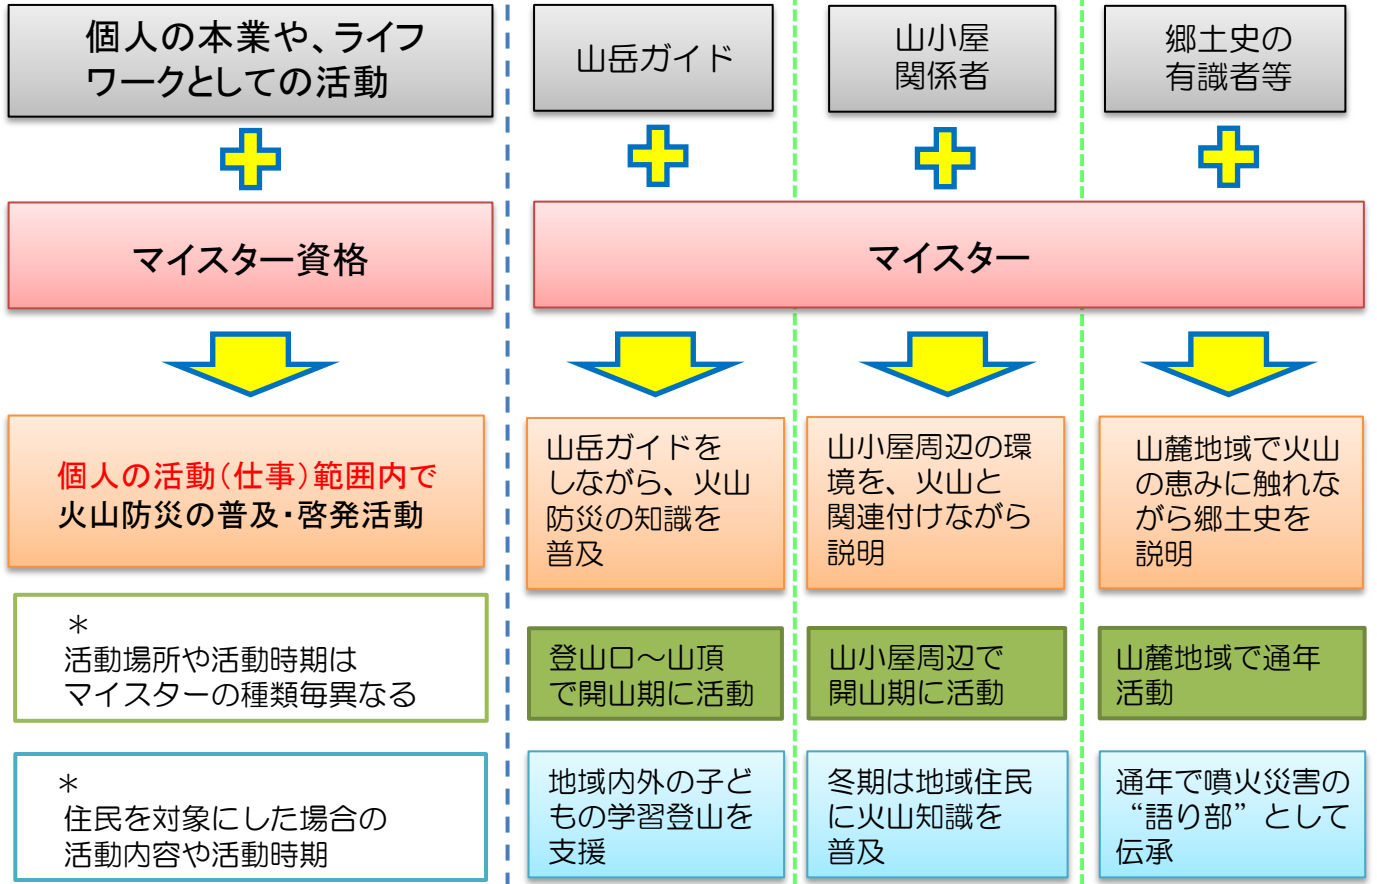 個人の本業や、ライフ
ワークとしての活動
山岳ガイド
山小屋
関係者
郷土史の
有識者等
マイスター資格
マイスター
個人の活動(仕事)範囲内で
火山防災の普及・啓発活動
山岳ガイドを
しながら、火山
防災の知識を
普及
山小屋周辺の環
境を、火山と
関連付けながら
説明
山麓地域で火山
の恵みに触れな
がら郷土史を
説明
＊
活動場所や活動時期は
マイスターの種類毎異なる
登山口～山頂
で開山期に活動
山小屋周辺で
開山期に活動
山麓地域で通年
活動
＊
住民を対象にした場合の
活動内容や活動時期
地域内外の子ど
もの学習登山を
支援
冬期は地域住民
に火山知識を
普及
通年で噴火災害の
“語り部”として
伝承